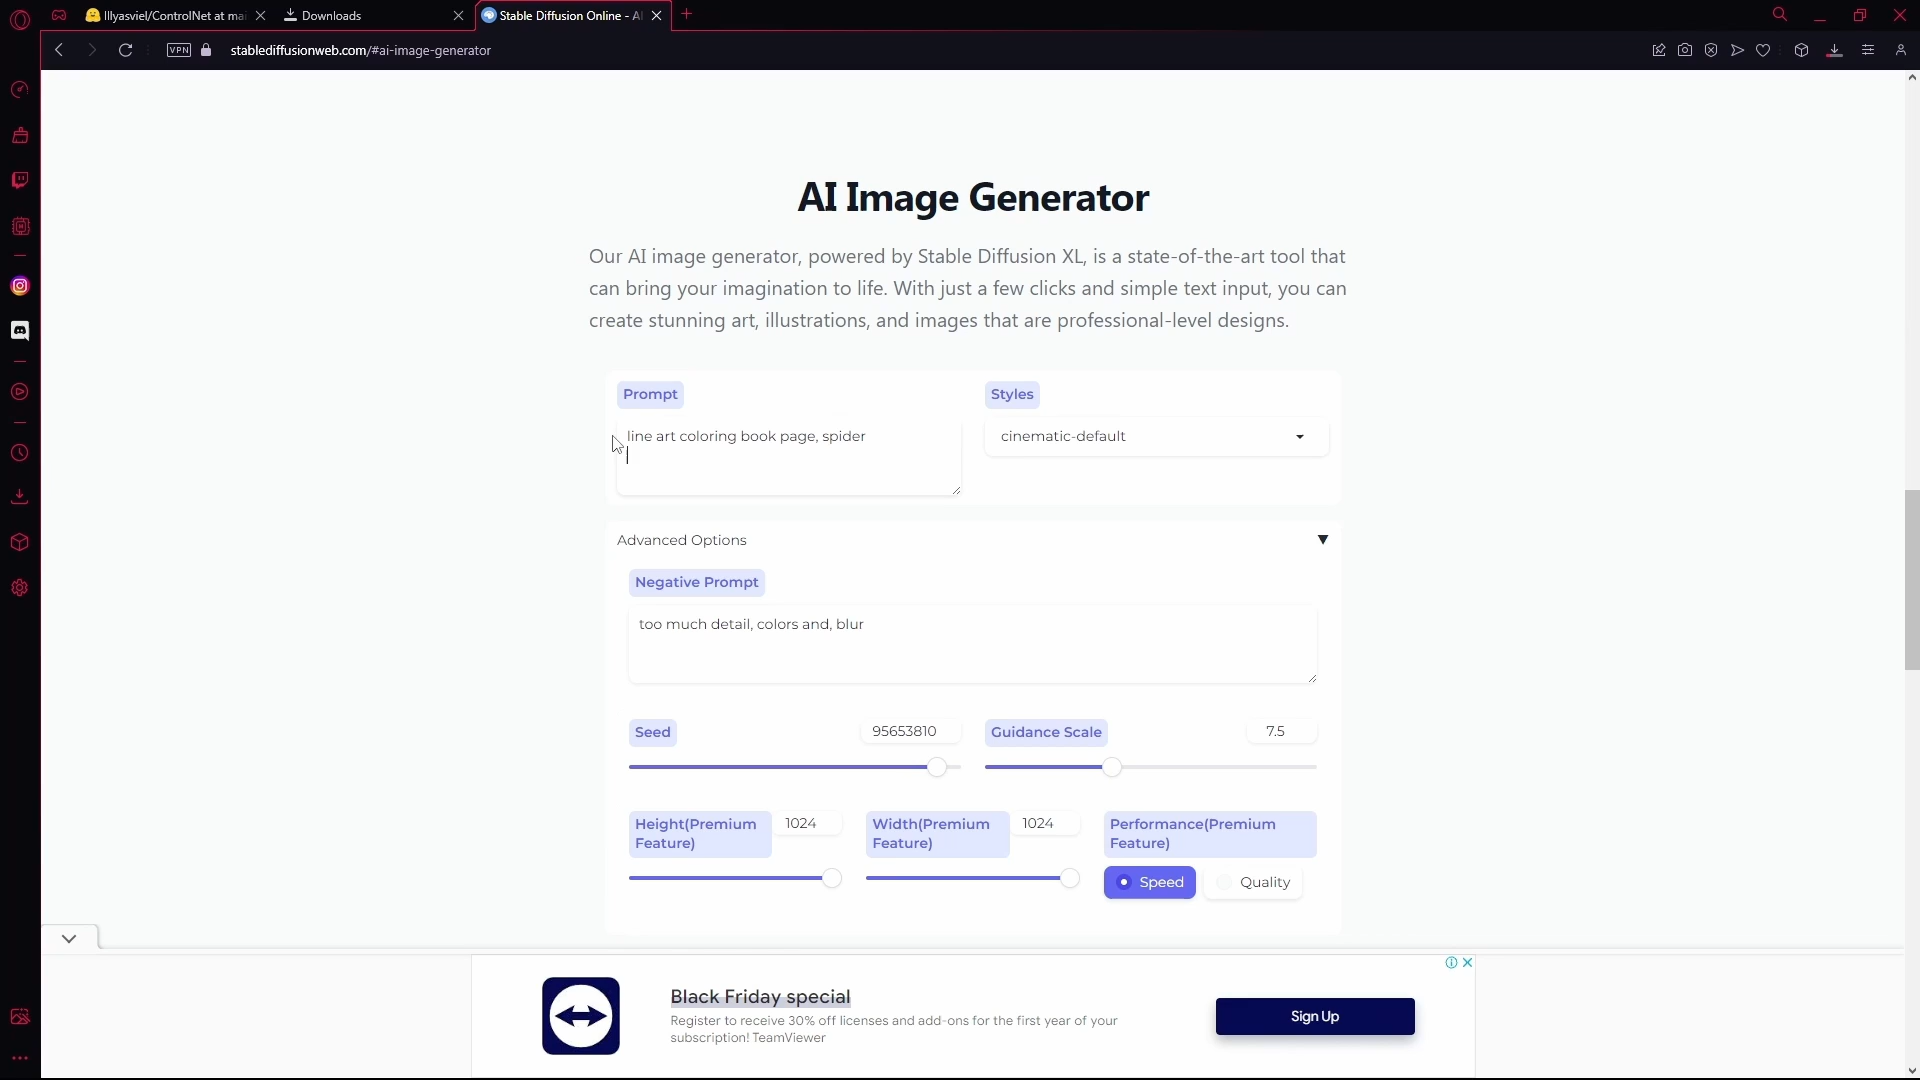 lllyasviel/ControlNet at mai
Downloads
Stable Diffusion Online - AI
VPN
stablediffusionweb.com/#ai-image-generator
AI Image Generator
Our AI image generator, powered by Stable Diffusion XL, is a state-of-the-art tool that
can bring your imagination to life. With just a few clicks and simple text input, you can
create stunning art, illustrations, and images that are professional-level designs.
Prompt
Styles
line art coloring book page, spider
cinematic-default
Advanced Options
Negative Prompt
too much detail, colors and, blur
Seed
95653810
Guidance Scale
7.5
Height(Premium
Feature)
1024
Width(Premium
Feature)
1024
Performance(Premium
Feature)
Speed
Quality
Black Friday special
Register to receive 30% off licenses and add-ons for the first year of your
subscription! TeamViewer
Sign Up